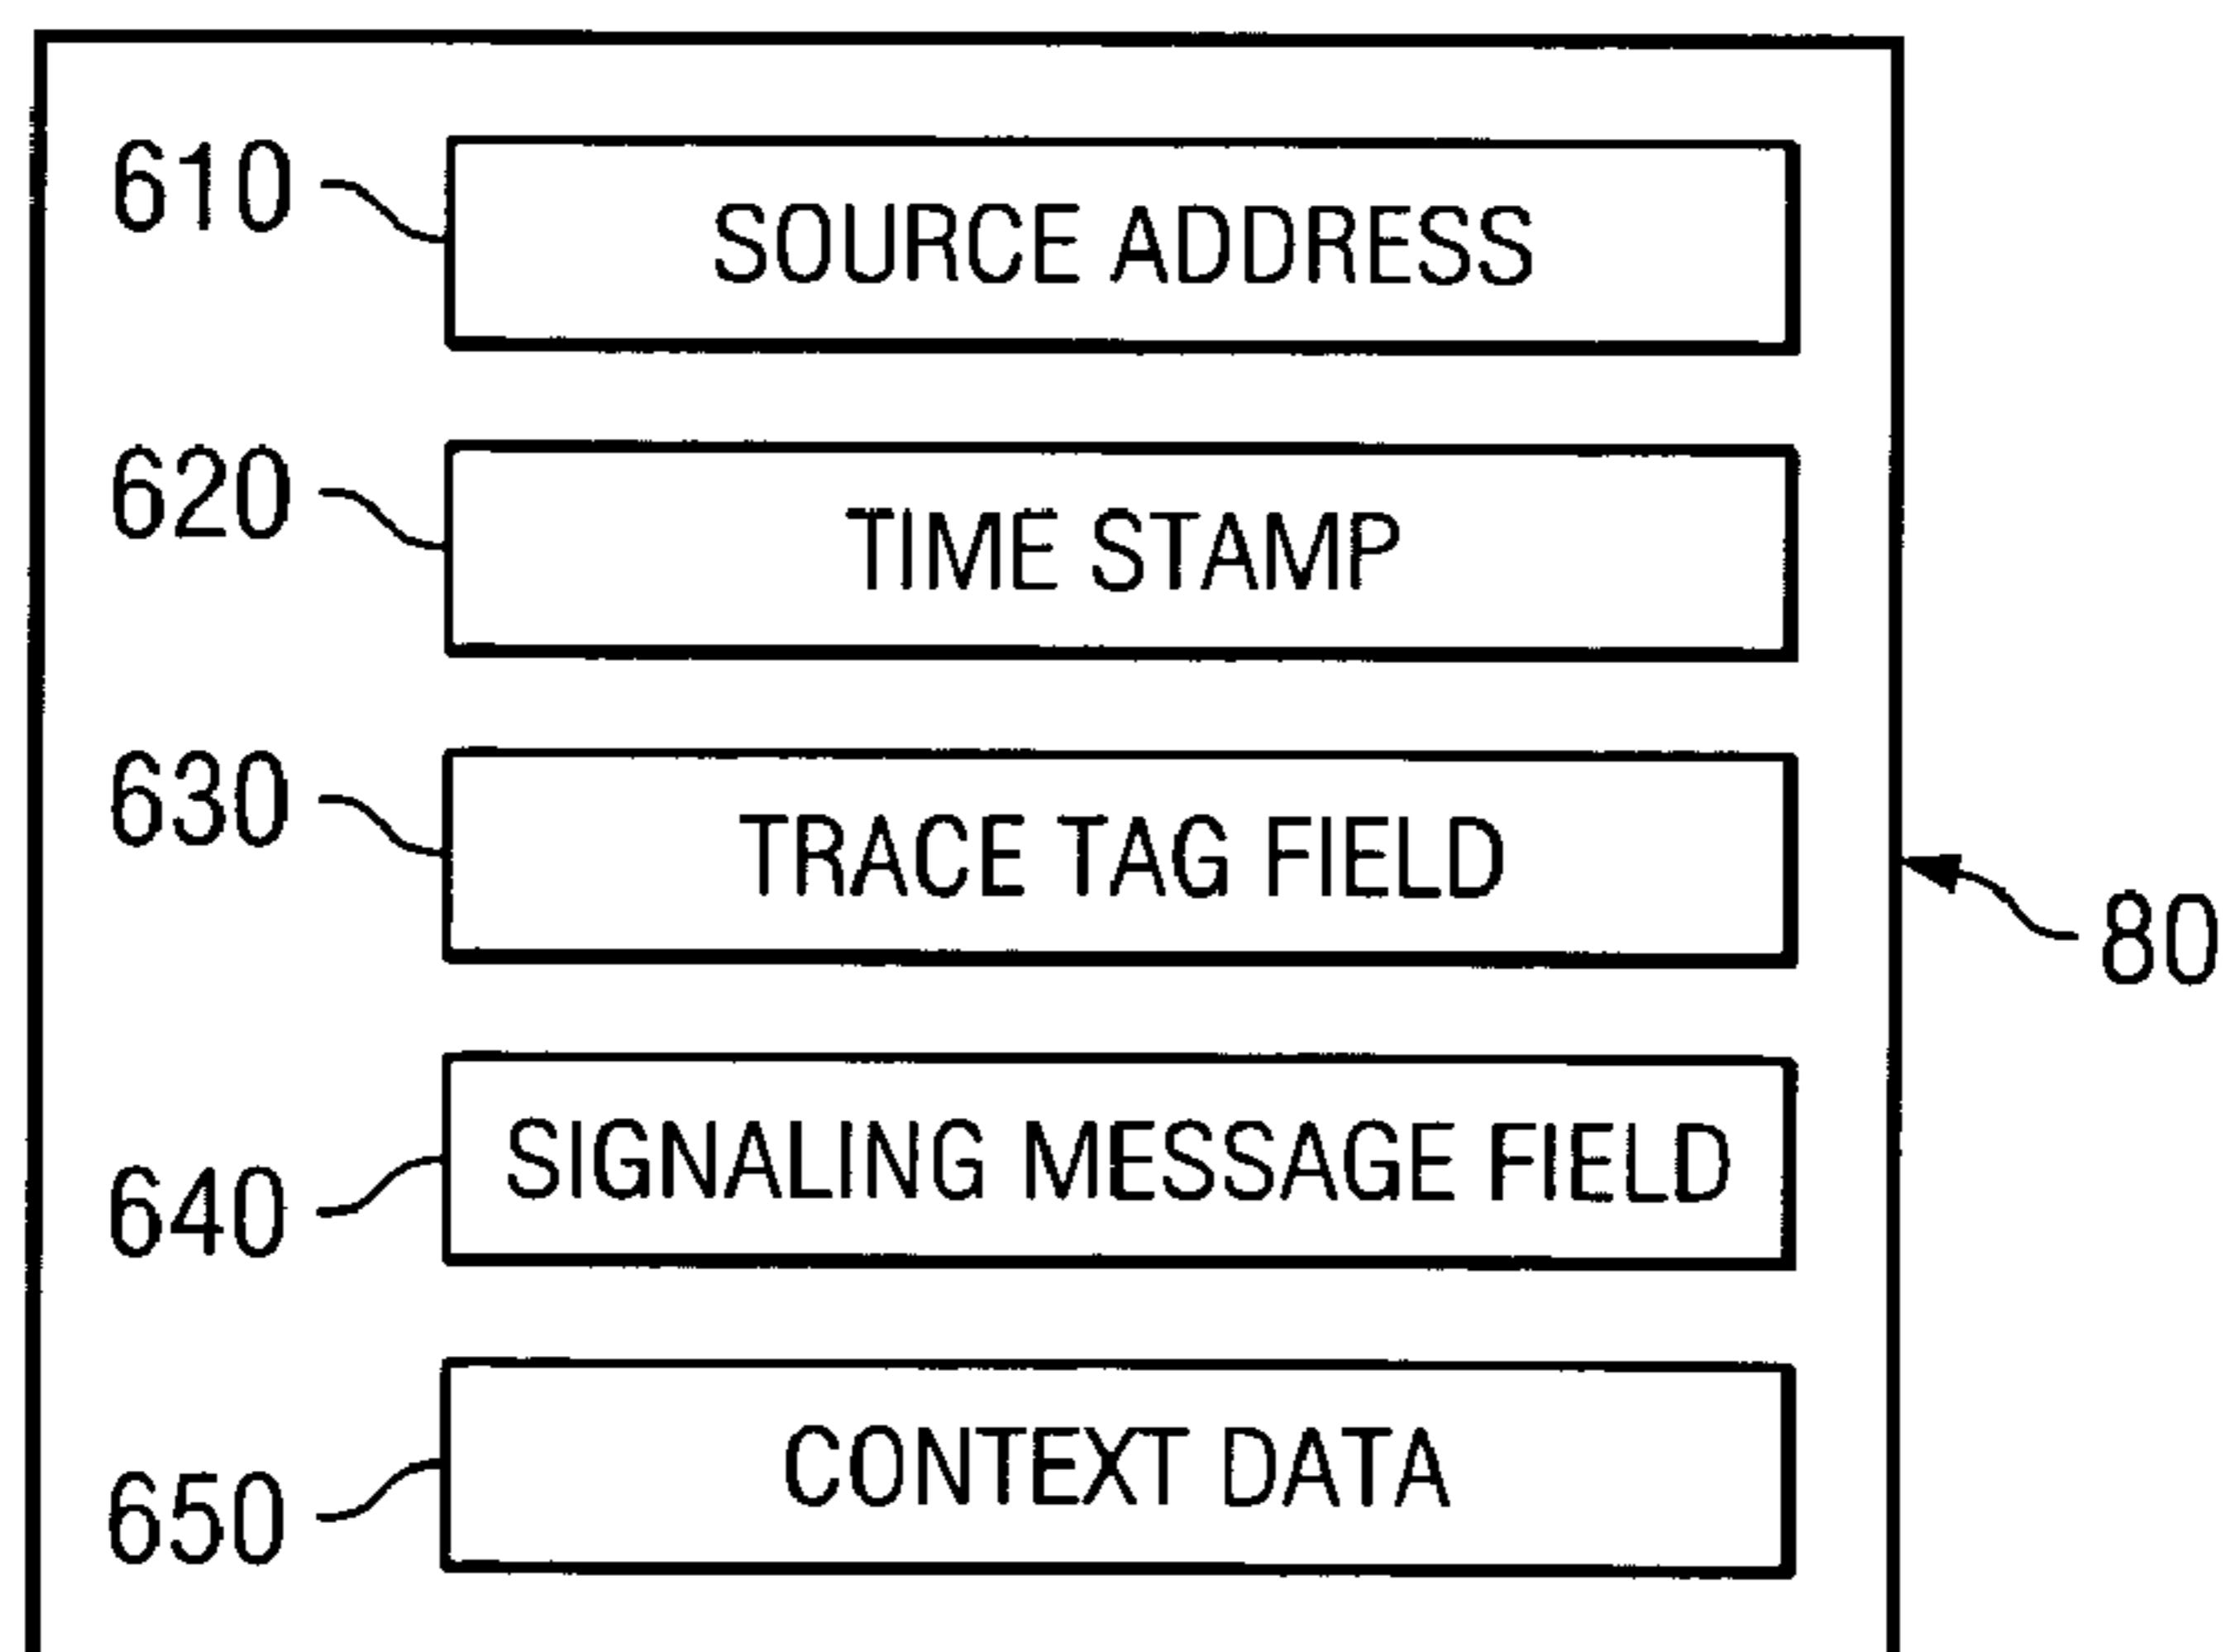 610 SOURCE ADDRESS
620 TIME STAMP
630 TRACE TAG FIELD
80
640 SIGNALING MESSAGE FIELD
650 CONTEXT DATA